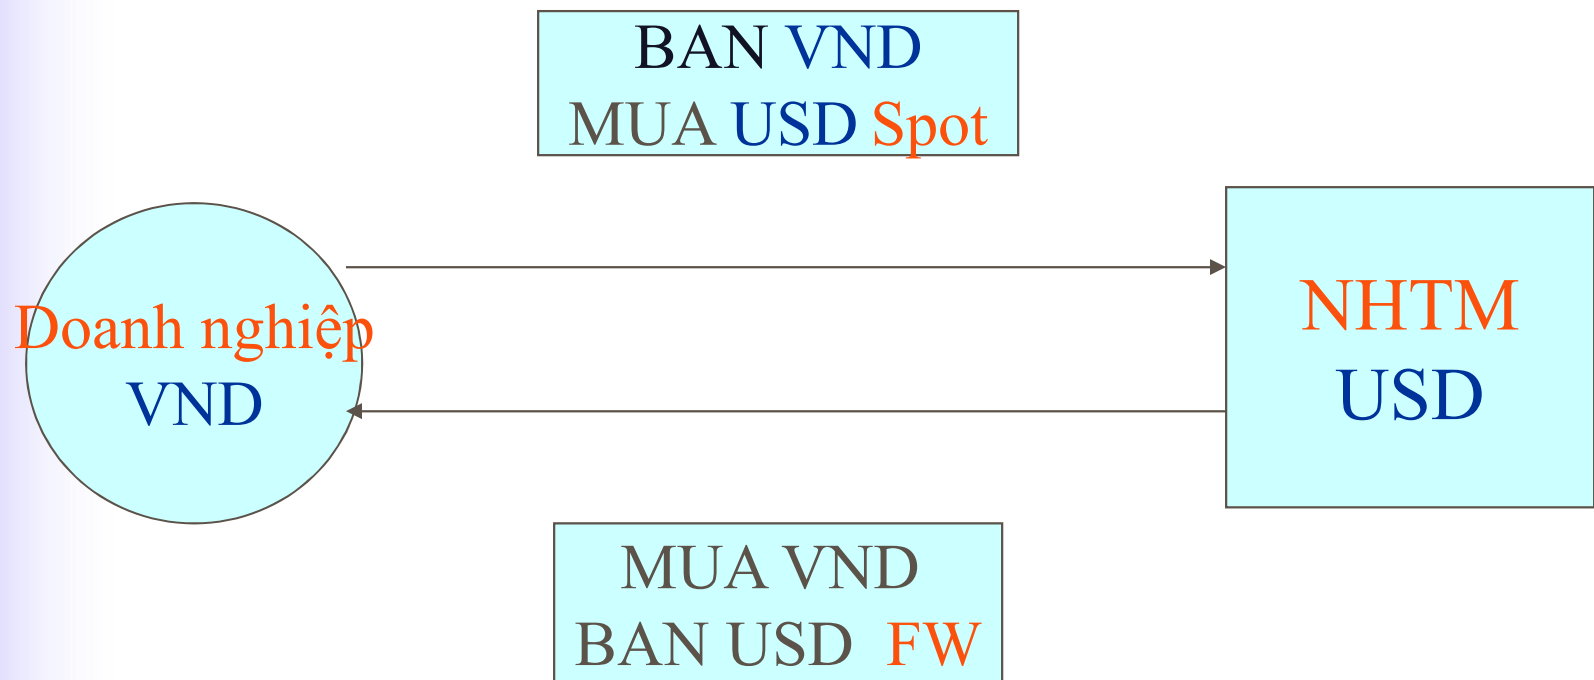 BAN VND
MUA USD Spot
Doanh nghiệp
VND
NHTM
USD
MUA VND
BAN USD FW